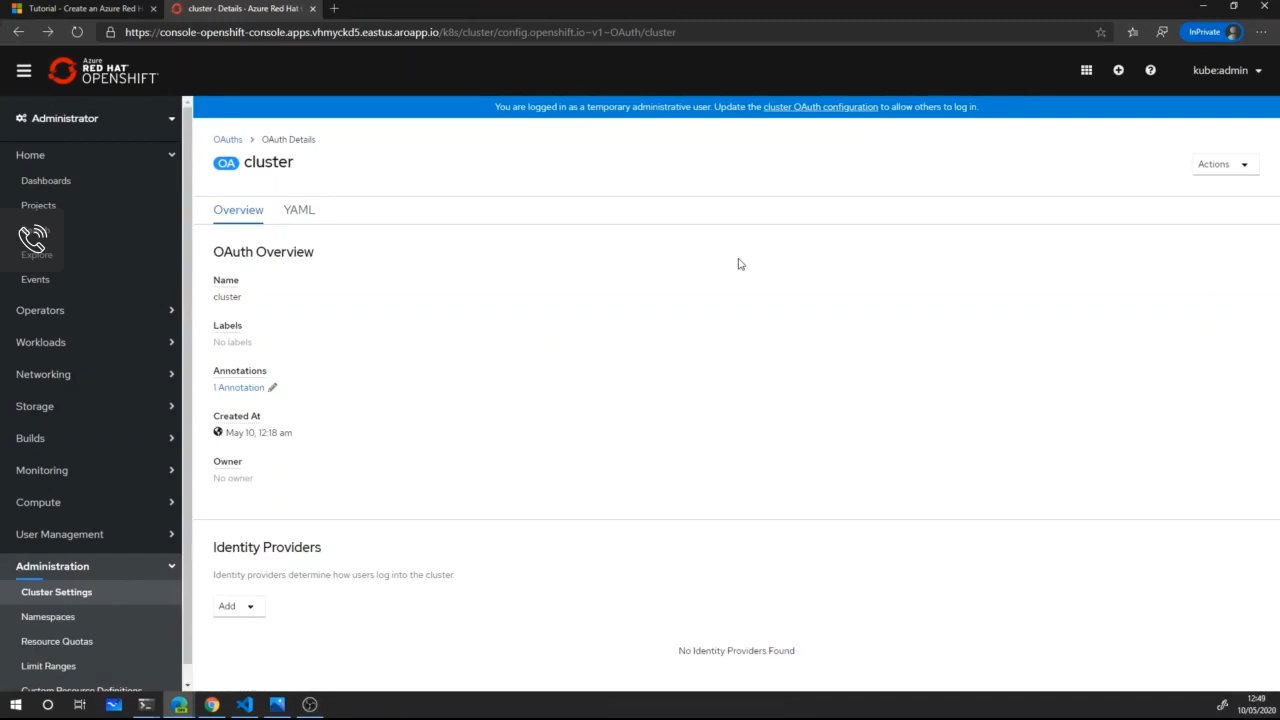 Tutorial - Create an Azure Red H
cluster · Details · Azure Red Hat
https://console-openshift-console.apps.vhmyckd5.eastus.aroapp.io/k8s/cluster/config.openshift.io~v1~OAuth/cluster
InPrivate
Azure
RED HAT
OPENSHIFT
kube:admin
You are logged in as a temporary administrative user. Update the cluster OAuth configuration to allow others to log in.
Administrator
Home
Dashboards
Projects
Explore
Events
Operators
Workloads
Networking
Storage
Builds
Monitoring
Compute
User Management
Administration
Cluster Settings
Namespaces
Resource Quotas
Limit Ranges
Custom Resource Definitions
OAuths > OAuth Details
OA cluster
Actions
Overview YAML
OAuth Overview
Name
cluster
Labels
No labels
Annotations
1 Annotation
Created At
May 10, 12:18 am
Owner
No owner
Identity Providers
Identity providers determine how users log into the cluster.
Add
No Identity Providers Found
12:49
10/05/2020